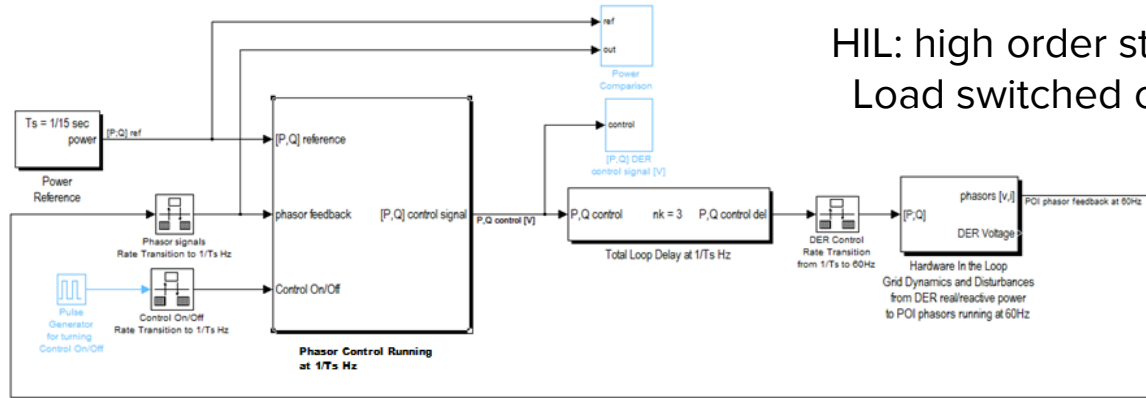 HIL: high order
Load switched
ref
out
Power
Comparison
control
[P;Q] DER
control signal [V]
Ts = 1/15 sec
power
[P;Q] ref
Power
Reference
[P,Q] reference
phasor feedback
[P,Q] control signal
Control On/Off
P,Q control [V]
Phasor Control Running
at 1/Ts Hz
Phasor signals
Rate Transition to 1/Ts Hz
Control On/Off
Rate Transition to 1/Ts Hz
Pulse
Generator
for turning
Control On/Off
P,Q control
nk = 3
P,Q control del
Total Loop Delay at 1/Ts Hz
DER Control
Rate Transition
from 1/Ts to 60Hz
[P;Q]
phasors [v,i]
DER Voltage
POI phasor feedback at 60Hz
Hardware In the Loop
Grid Dynamics and Disturbances
from DER real/reactive power
to POI phasors running at 60Hz